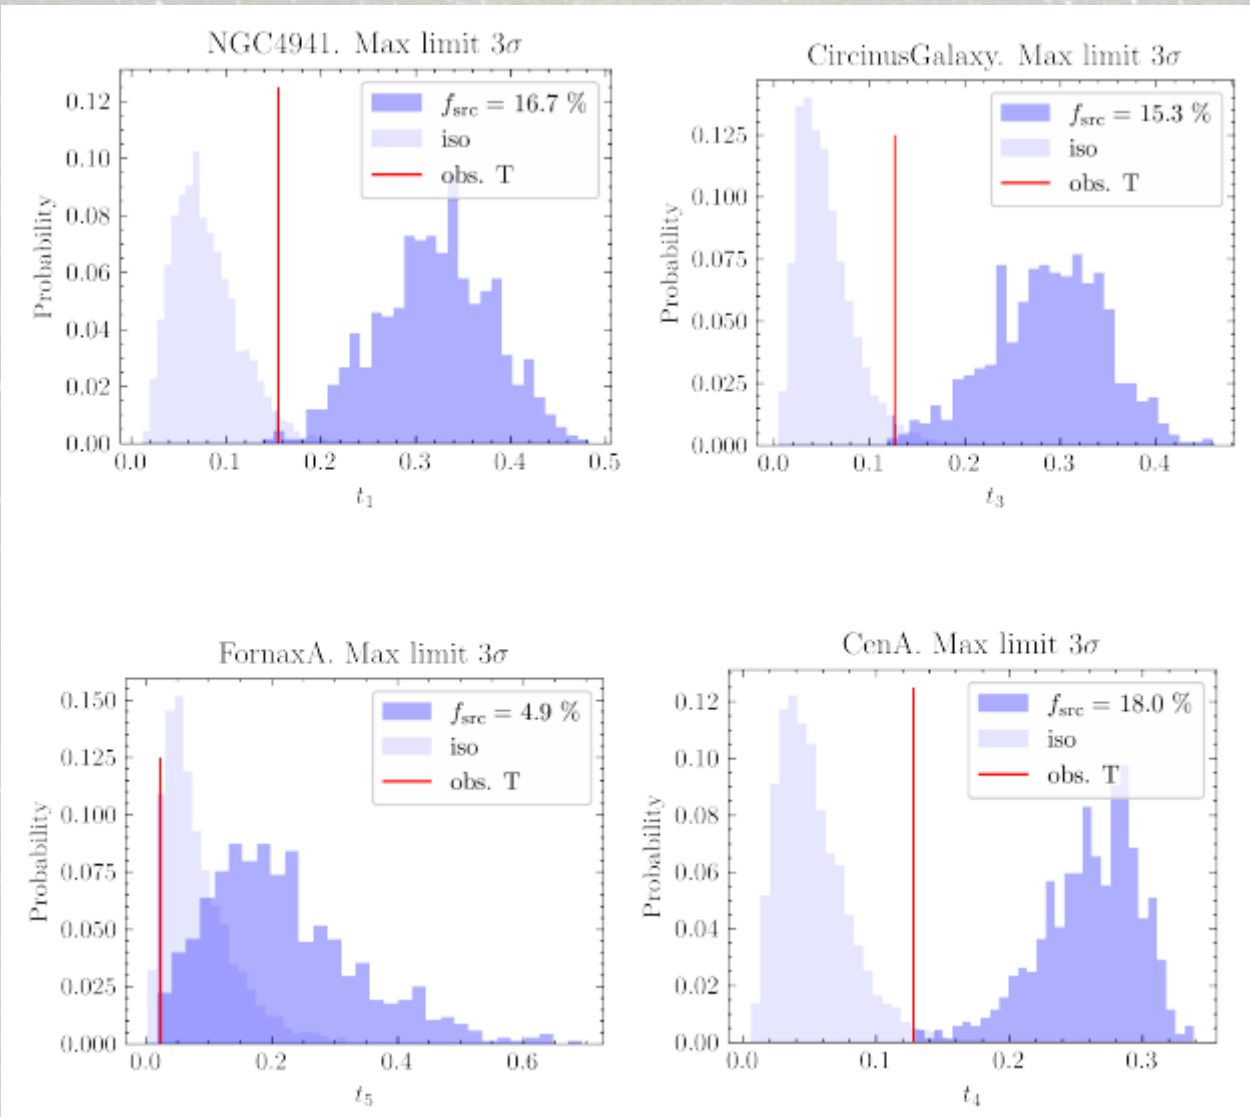 NGC4941. Max limit 3σ
f_src = 16.7 %
iso
obs. T
Probability
0.12
0.10
0.08
0.06
0.04
0.02
0.00
0.0 0.1 0.2 0.3 0.4 0.5
t_1
CircinusGalaxy. Max limit 3σ
f_src = 15.3 %
iso
obs. T
Probability
0.125
0.100
0.075
0.050
0.025
0.000
0.0 0.1 0.2 0.3 0.4
t_3
FornaxA. Max limit 3σ
f_src = 4.9 %
iso
obs. T
Probability
0.150
0.125
0.100
0.075
0.050
0.025
0.000
0.0 0.2 0.4 0.6
t_5
CenA. Max limit 3σ
f_src = 18.0 %
iso
obs. T
Probability
0.12
0.10
0.08
0.06
0.04
0.02
0.00
0.0 0.1 0.2 0.3
t_4